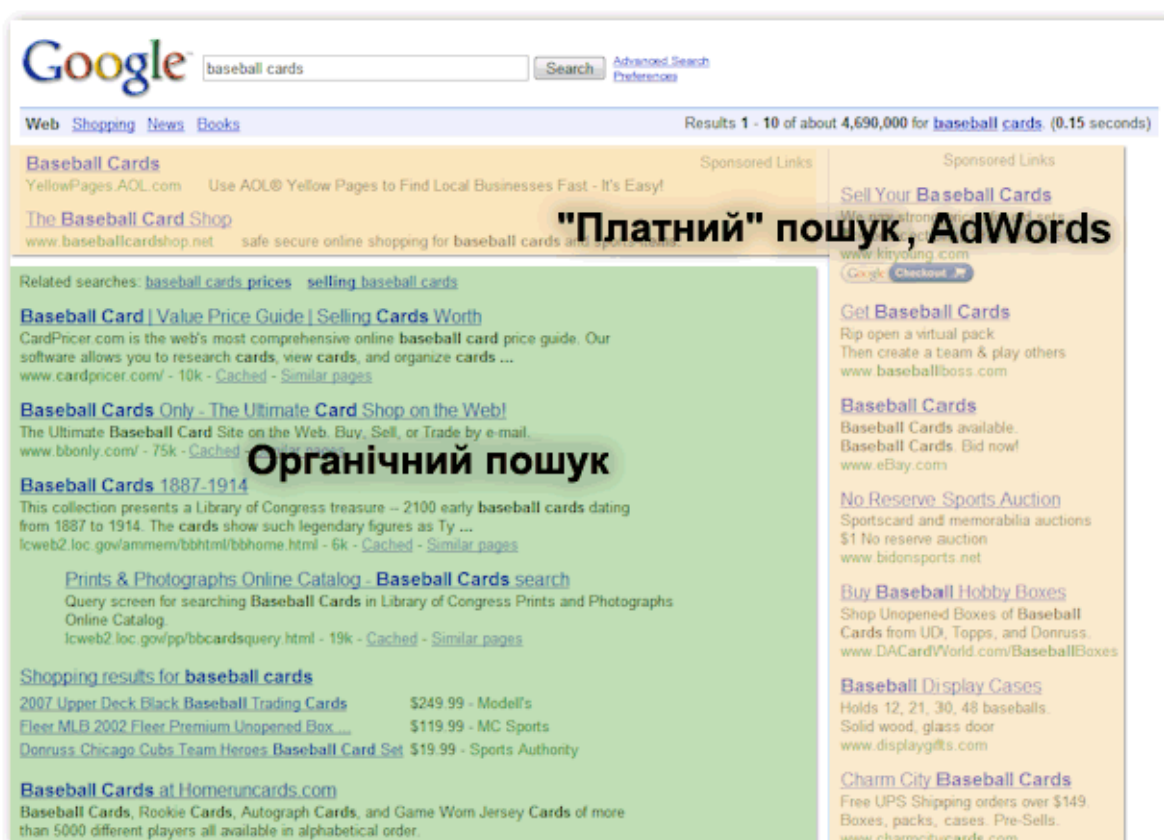 Google
baseball cards
Search
Advanced Search
Preferences
Web Shopping News Books
Results 1 - 10 of about 4,690,000 for baseball cards. (0.15 seconds)
Baseball Cards
Sponsored Links
YellowPages.AOL.com Use AOL® Yellow Pages to Find Local Businesses Fast - It's Easy!
The Baseball Card Shop
www.baseballcardshop.net safe secure online shopping for baseball cards and sports items.
"Платний" пошук, AdWords
Related searches: baseball cards prices selling baseball cards
Baseball Card | Value Price Guide | Selling Cards Worth
CardPricer.com is the web's most comprehensive online baseball card price guide. Our
software allows you to research cards, view cards, and organize cards ...
www.cardpricer.com/ - 10k - Cached - Similar pages
Baseball Cards Only - The Ultimate Card Shop on the Web!
The Ultimate Baseball Card Site on the Web. Buy, Sell, or Trade by e-mail.
www.bbonly.com/ - 75k - Cached - Similar pages
Органічний пошук
Baseball Cards 1887-1914
This collection presents a Library of Congress treasure -- 2100 early baseball cards dating
from 1887 to 1914. The cards show such legendary figures as Ty ...
lcweb2.loc.gov/ammem/bbhtml/bbhome.html - 6k - Cached - Similar pages
Prints & Photographs Online Catalog - Baseball Cards search
Query screen for searching Baseball Cards in Library of Congress Prints and Photographs
Online Catalog.
lcweb2.loc.gov/pp/bbcardsquery.html - 19k - Cached - Similar pages
Shopping results for baseball cards
2007 Upper Deck Black Baseball Trading Cards $249.99 - Modell's
Fleer MLB 2002 Fleer Premium Unopened Box ... $119.99 - MC Sports
Donruss Chicago Cubs Team Heroes Baseball Card Set $19.99 - Sports Authority
Baseball Cards at Homeruncards.com
Baseball Cards, Rookie Cards, Autograph Cards, and Game Worn Jersey Cards of more
than 5000 different players all available in alphabetical order.
Sponsored Links
Sell Your Baseball Cards
We pay strong
www.kityoung.com
Google Checkout
Get Baseball Cards
Rip open a virtual pack
Then create a team & play others
www.baseballboss.com
Baseball Cards
Baseball Cards available.
Baseball Cards. Bid now!
www.eBay.com
No Reserve Sports Auction
Sportscard and memorabilia auctions
$1 No reserve auction
www.bidonsports.net
Buy Baseball Hobby Boxes
Shop Unopened Boxes of Baseball
Cards from UD, Topps, and Donruss.
www.DACardWorld.com/BaseballBoxes
Baseball Display Cases
Holds 12, 21, 30, 48 baseballs.
Solid wood, glass door
www.displaygifts.com
Charm City Baseball Cards
Free UPS Shipping orders over $149.
Boxes, packs, cases. Pre-Sells.
www.charmcitycards.com